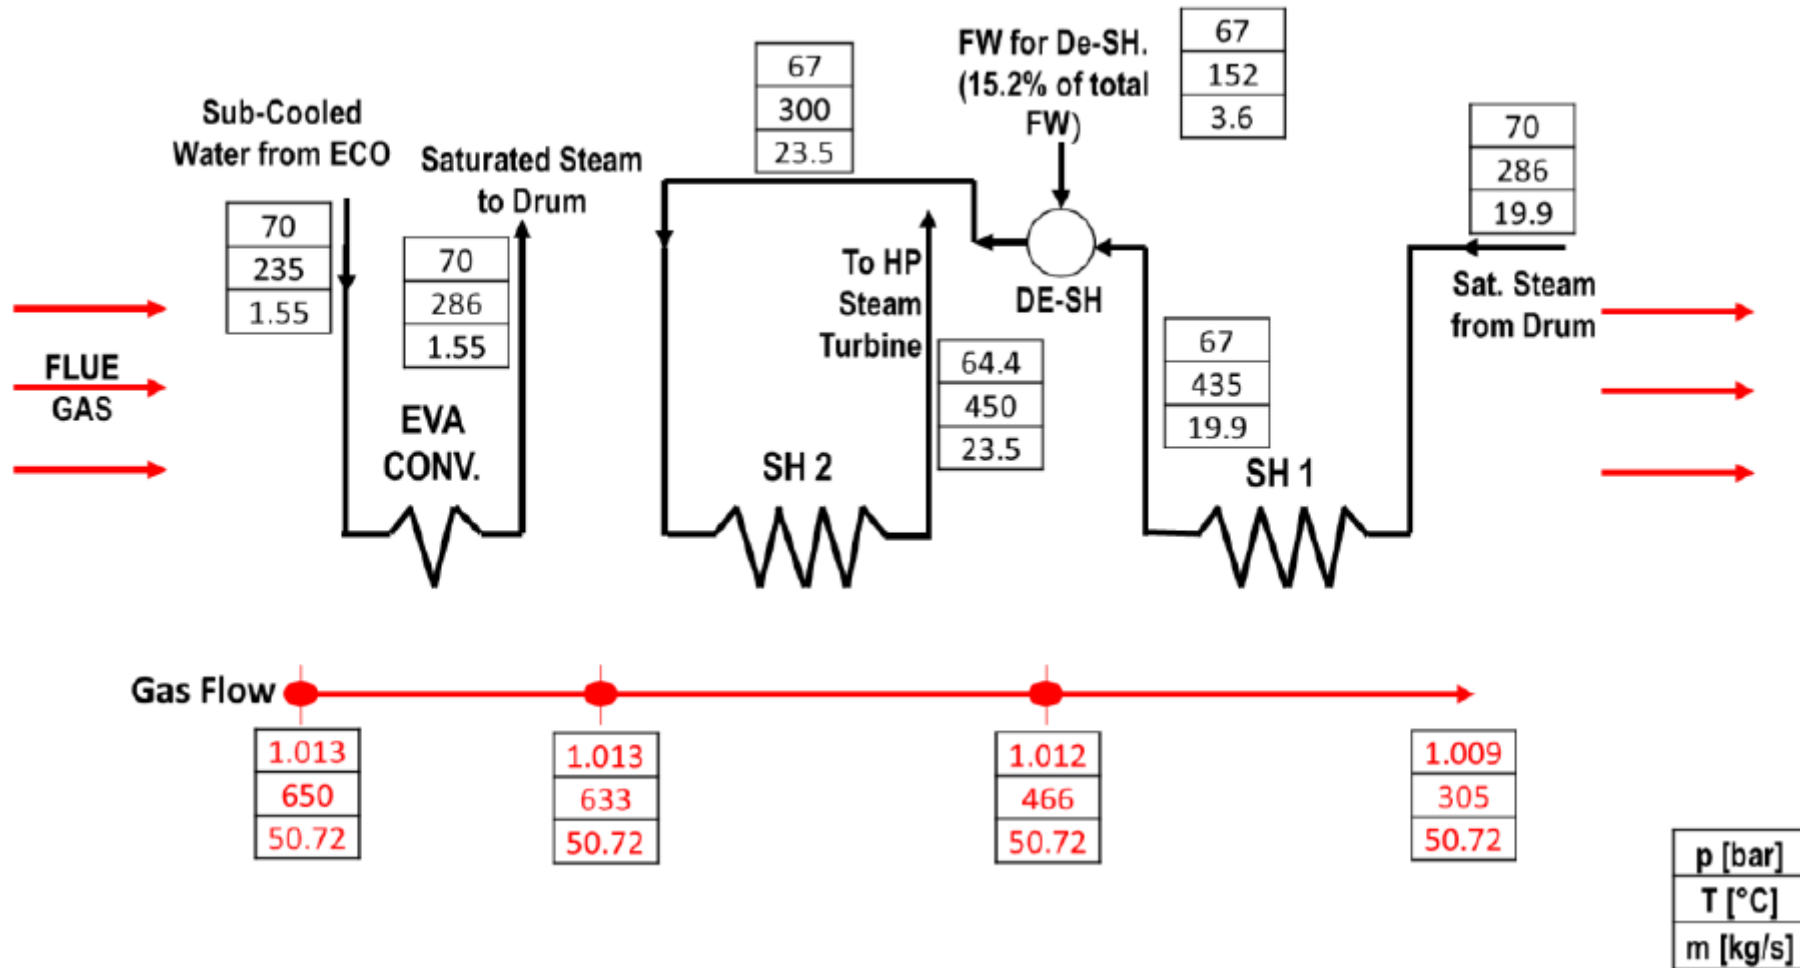 FW for De-SH.
(15.2% of total
FW)
67
152
3.6
67
300
23.5
Sub-Cooled
Water from ECO
Saturated Steam
to Drum
70
286
19.9
70
235
1.55
70
286
1.55
To HP
Steam
Turbine
DE-SH
Sat. Steam
from Drum
64.4
450
23.5
67
435
19.9
FLUE
GAS
EVA
CONV.
SH 2
SH 1
Gas Flow
1.013
650
50.72
1.013
633
50.72
1.012
466
50.72
1.009
305
50.72
p [bar]
T [°C]
m [kg/s]